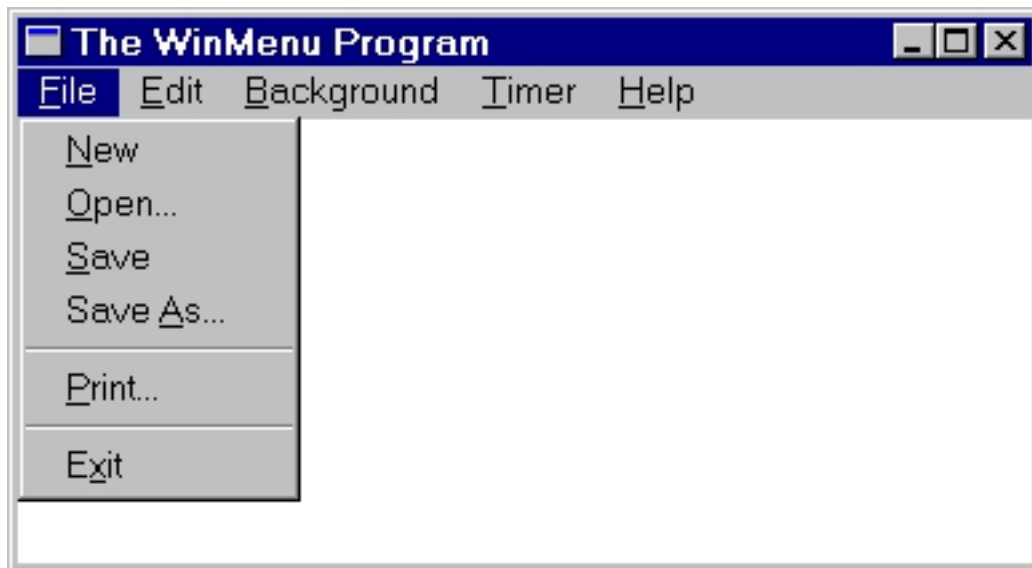 The WinMenu Program
File Edit Background Timer Help
New
Open...
Save
Save As...
Print...
Exit